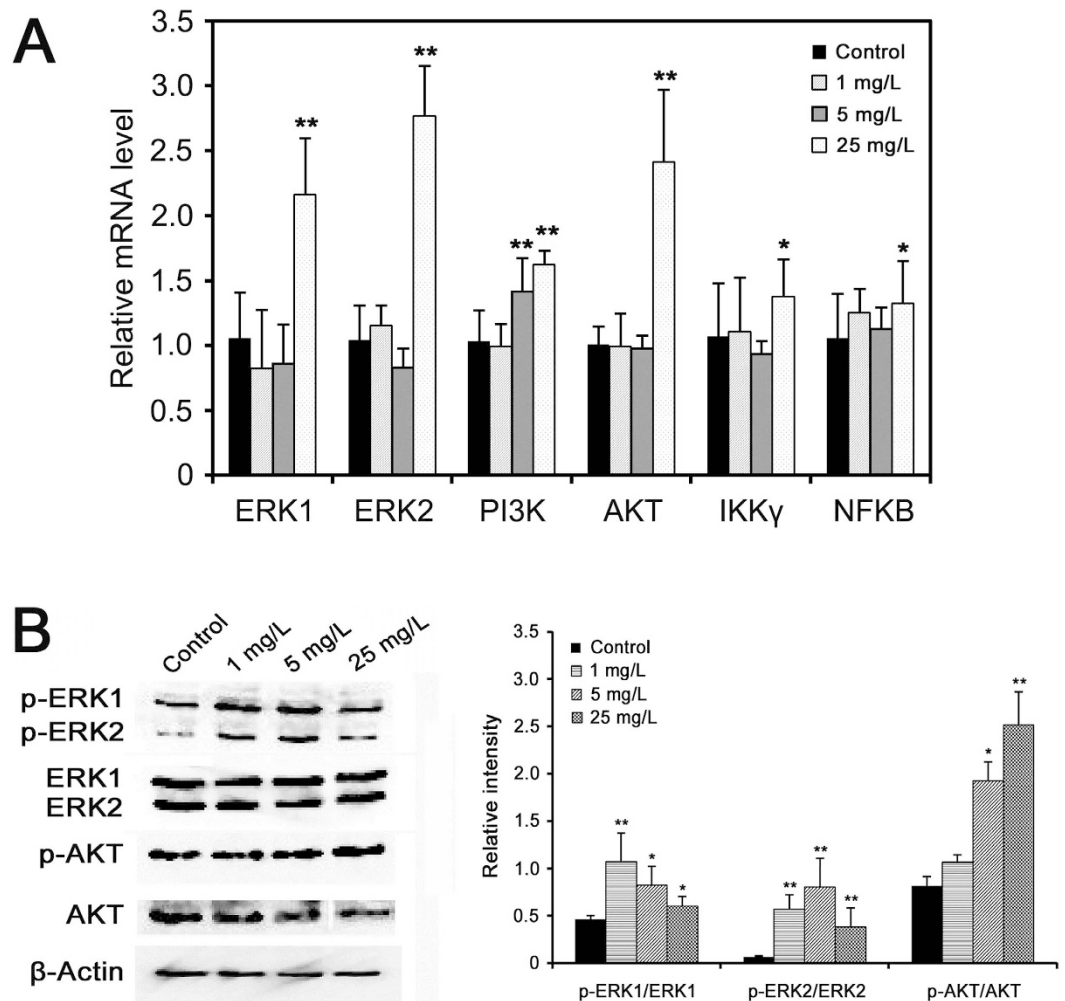 A
Relative mRNA level
3.5
3.0
2.5
2.0
1.5
1.0
0.5
0
Control
1 mg/L
5 mg/L
25 mg/L
** ** ** ** ** * *
ERK1 ERK2 PI3K AKT IKKγ NFKB
B
Control 1 mg/L 5 mg/L 25 mg/L
p-ERK1
p-ERK2
ERK1
ERK2
p-AKT
AKT
β-Actin
Relative intensity
3.5
3.0
2.5
2.0
1.5
1.0
0.5
0
Control
1 mg/L
5 mg/L
25 mg/L
** * * ** ** ** * **
p-ERK1/ERK1 p-ERK2/ERK2 p-AKT/AKT